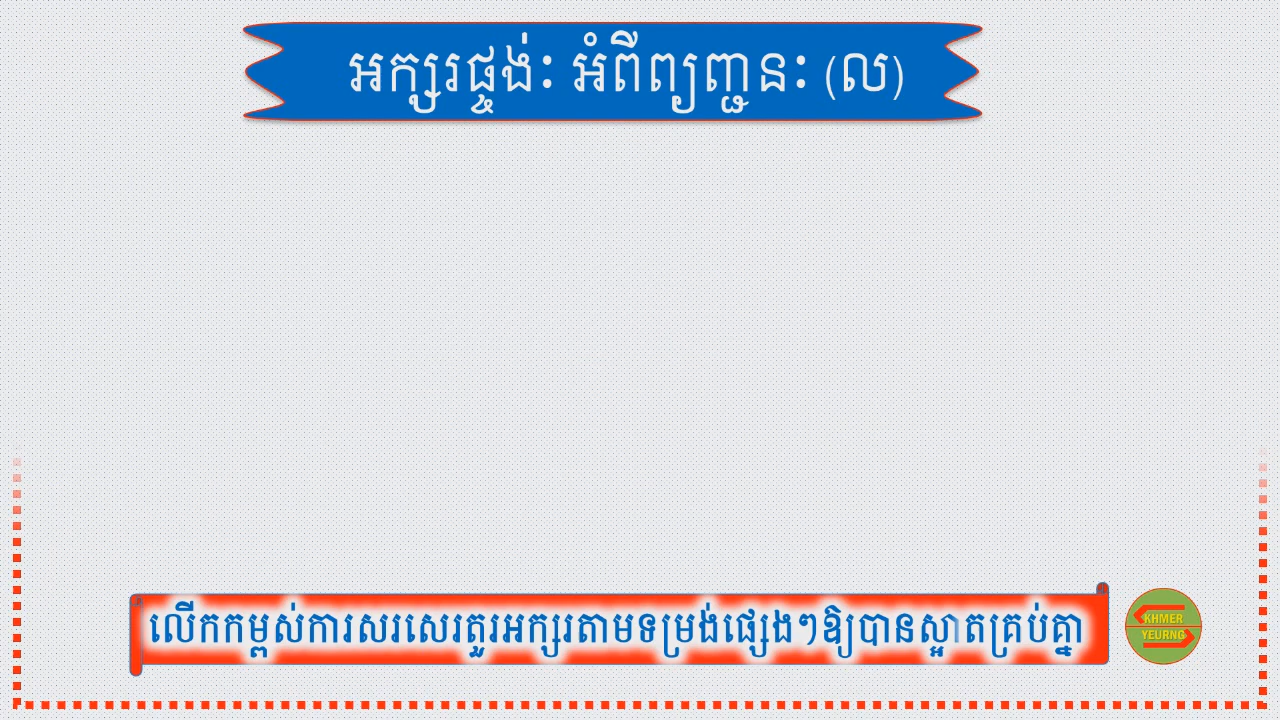 អក្សរផ្ចង់ៈ អំពីព្យញ្ជនៈ (ល)
លើកកម្ពស់ការសរសេរតួរអក្សរតាមទម្រង់ផ្សេងៗឱ្យបានស្អាតគ្រប់គ្នា
KHMER
YEURNG